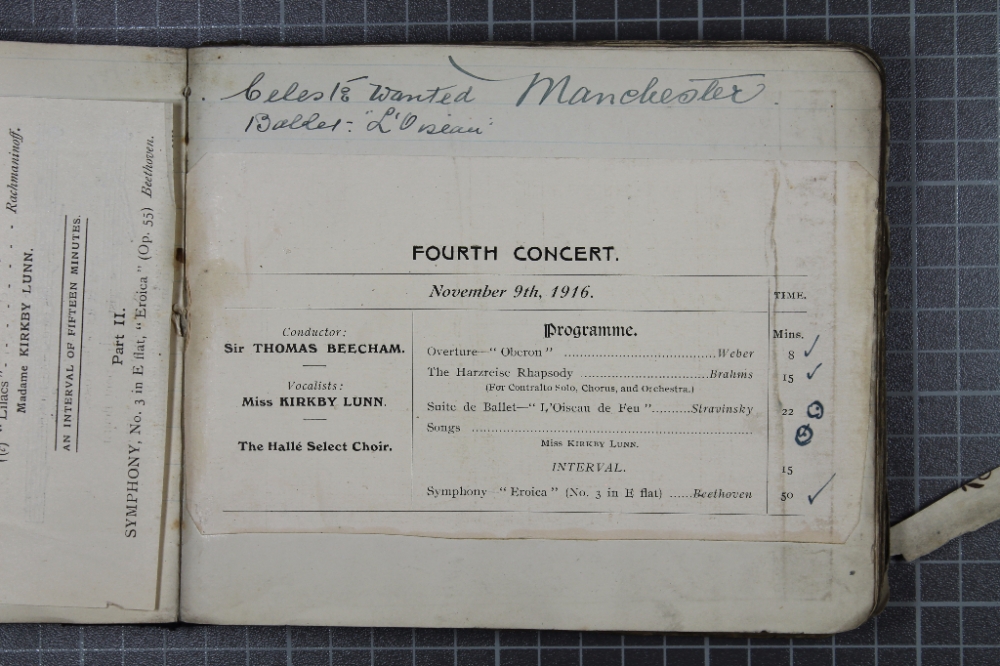 Rachmaninoff.
(c) "Lilacs"
Madame KIRKBY LUNN.
AN INTERVAL OF FIFTEEN MINUTES.
Part II.
SYMPHONY, No. 3 in E flat, "Eroica" (Op. 55) Beethoven.
Celeste Wanted Manchester.
Ballet - "L'Oiseau"
FOURTH CONCERT.
November 9th, 1916.
TIME.
Conductor:
Sir THOMAS BEECHAM.
Vocalists:
Miss KIRKBY LUNN.
The Hallé Select Choir.
Programme. Mins.
Overture—"Oberon" ........ Weber 8 ✓
The Harzreise Rhapsody ........ Brahms 15 ✓
(For Contralto Solo, Chorus, and Orchestra.)
Suite de Ballet—"L'Oiseau de Feu" ........ Stravinsky 22
Songs ........
Miss KIRKBY LUNN.
INTERVAL. 15
Symphony—"Eroica" (No. 3 in E flat) ...... Beethoven 50 ✓